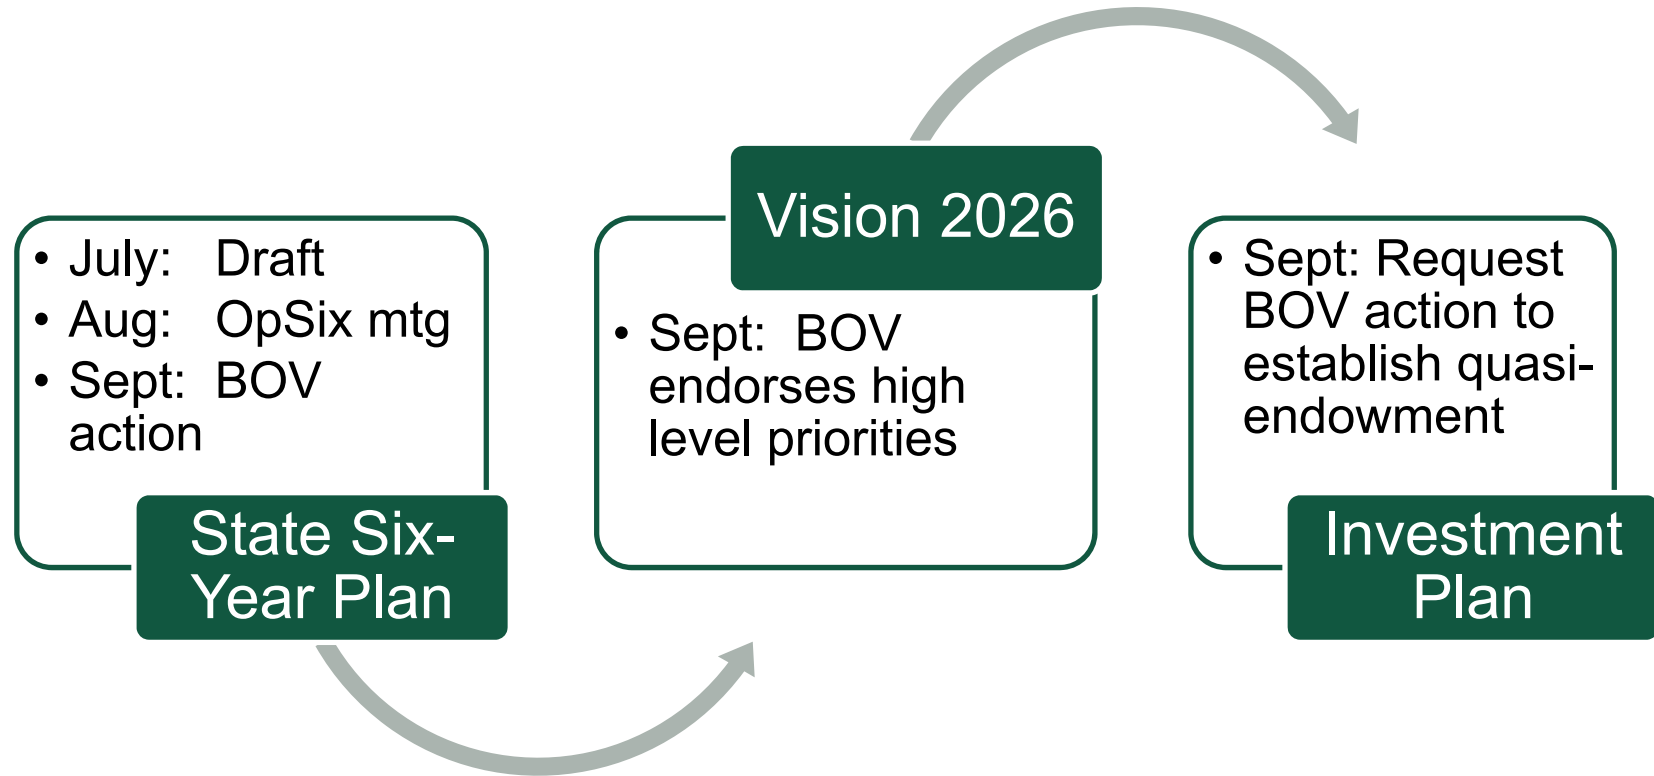 • July: Draft
• Aug: OpSix mtg
• Sept: BOV
action
State Six-
Year Plan
Vision 2026
• Sept: BOV
endorses high
level priorities
• Sept: Request
BOV action to
establish quasi-
endowment
Investment
Plan